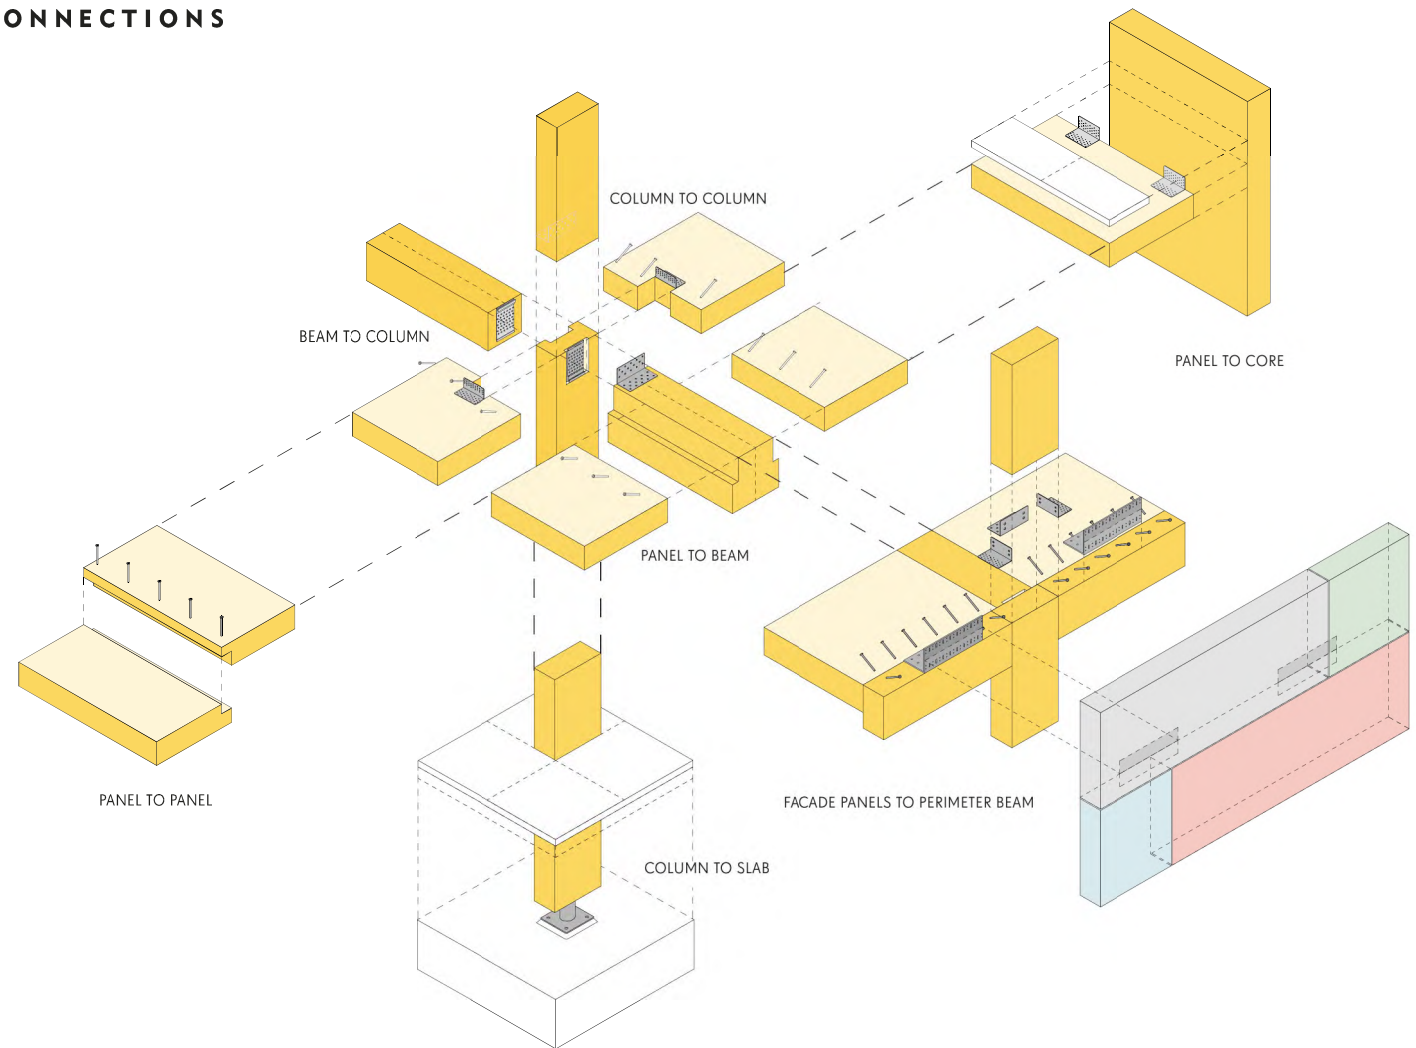 ONNECTIONS
COLUMN TO COLUMN
BEAM TO COLUMN
PANEL TO CORE
PANEL TO BEAM
PANEL TO PANEL
FACADE PANELS TO PERIMETER BEAM
COLUMN TO SLAB